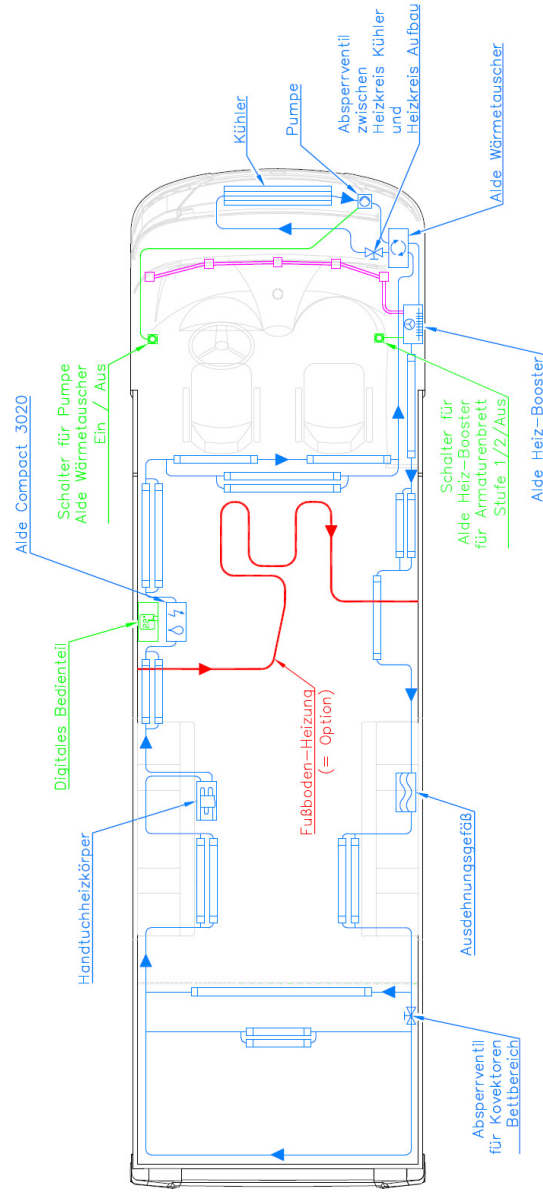 Kühler
Pumpe
Absperrventil
zwischen
Heizkreis Kühler
und
Heizkreis Aufbau
Alde Wärmetauscher
Alde Heiz-Booster
Schalter für
Alde Heiz-Booster
für Armaturenbrett
Stufe 1/2/Aus
Schalter für Pumpe
Alde Wärmetauscher
Ein / Aus
Alde Compact 3020
Digitales Bedienteil
Fußboden-Heizung
(= Option)
Handtuchheizkörper
Ausdehnungsgefäß
Absperrventil
für Kovektoren
Bettbereich